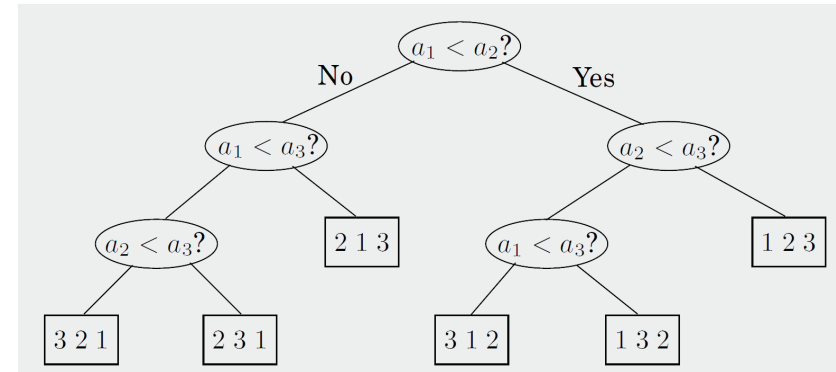 a₁ < a₂?
No Yes
a₁ < a₃? a₂ < a₃?
a₂ < a₃? 2 1 3 a₁ < a₃? 1 2 3
3 2 1 2 3 1 3 1 2 1 3 2